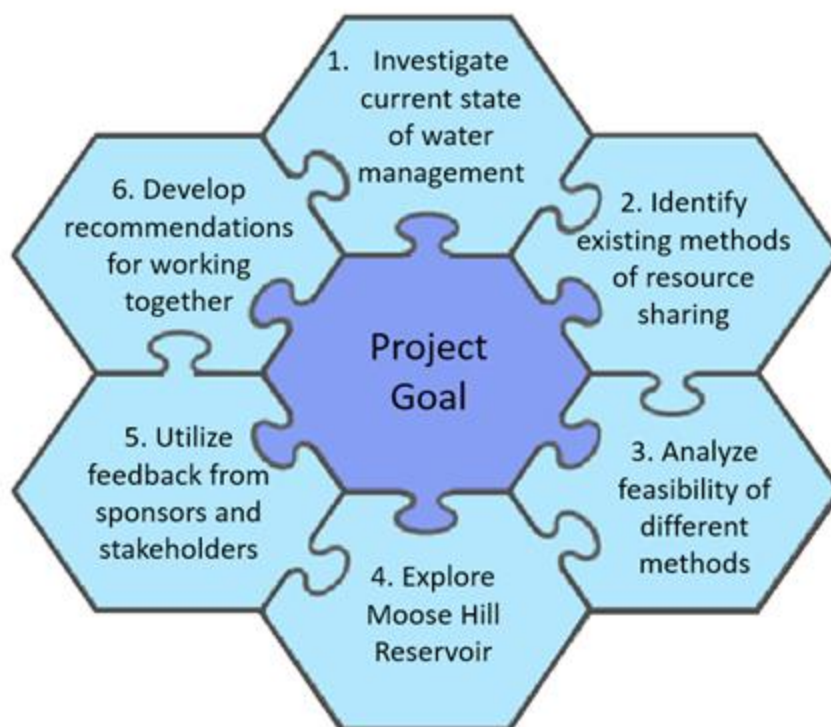 1. Investigate
current state
of water
management
2. Identify
existing methods
of resource
sharing
3. Analyze
feasibility of
different
methods
4. Explore
Moose Hill
Reservoir
5. Utilize
feedback from
sponsors and
stakeholders
6. Develop
recommendations
for working
together
Project
Goal